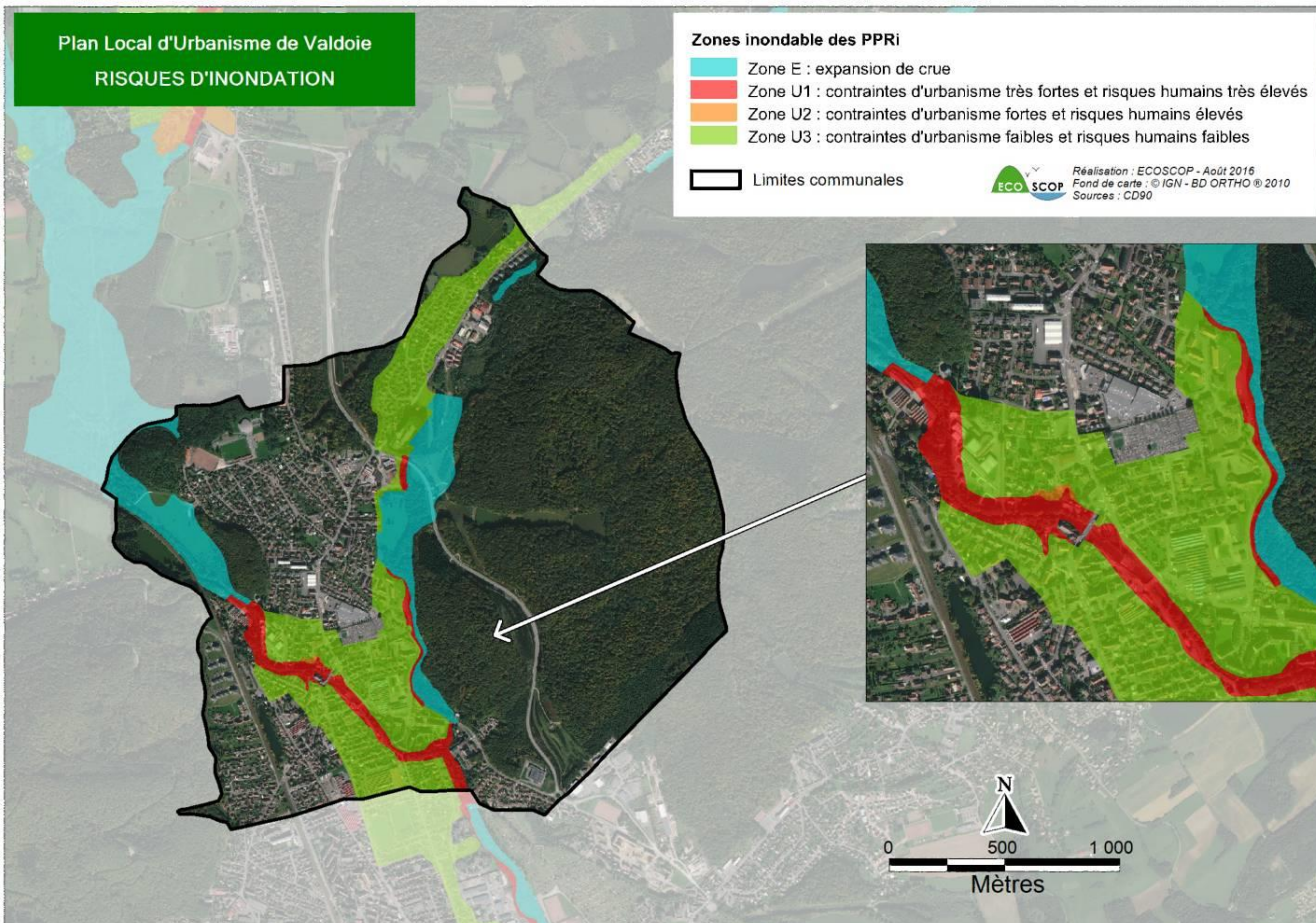 Plan Local d'Urbanisme de Valdoie
RISQUES D'INONDATION
Zones inondable des PPRi
Zone E : expansion de crue
Zone U1 : contraintes d'urbanisme très fortes et risques humains très élevés
Zone U2 : contraintes d'urbanisme fortes et risques humains élevés
Zone U3 : contraintes d'urbanisme faibles et risques humains faibles
Limites communales
ECO SCOP
Réalisation : ECOSCOP - Août 2016
Fond de carte : © IGN - BD ORTHO ® 2010
Sources : CD90
N
0 500 1 000
Mètres